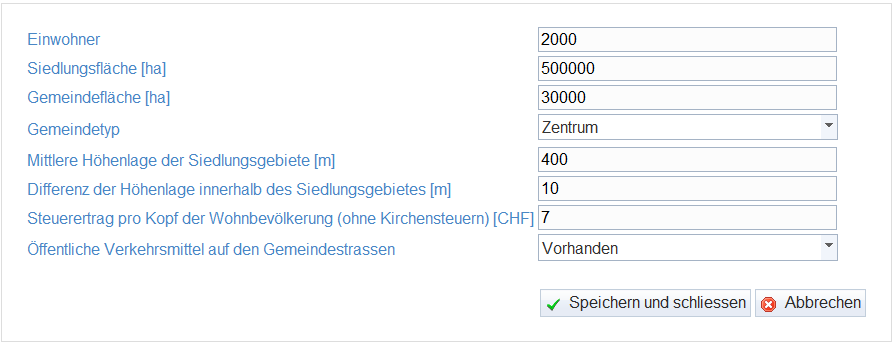 Einwohner 2000
Siedlungsfläche [ha] 500000
Gemeindefläche [ha] 30000
Gemeindetyp Zentrum
Mittlere Höhenlage der Siedlungsgebiete [m] 400
Differenz der Höhenlage innerhalb des Siedlungsgebietes [m] 10
Steuerertrag pro Kopf der Wohnbevölkerung (ohne Kirchensteuern) [CHF] 7
Öffentliche Verkehrsmittel auf den Gemeindestrassen Vorhanden
Speichern und schliessen Abbrechen